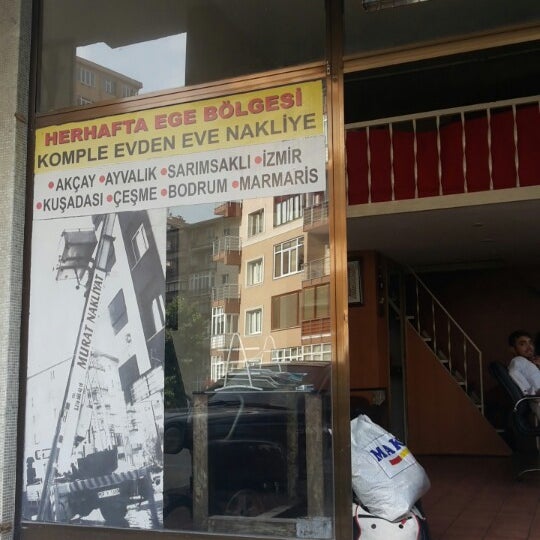 HERHAFTA EGE BÖLGESİ
KOMPLE EVDEN EVE NAKLİYE
•AKÇAY •AYVALIK •SARIMSAKLI •İZMİR
•KUŞADASI •ÇEŞME •BODRUM •MARMARİS
MURAT NAKLİYAT
MAK